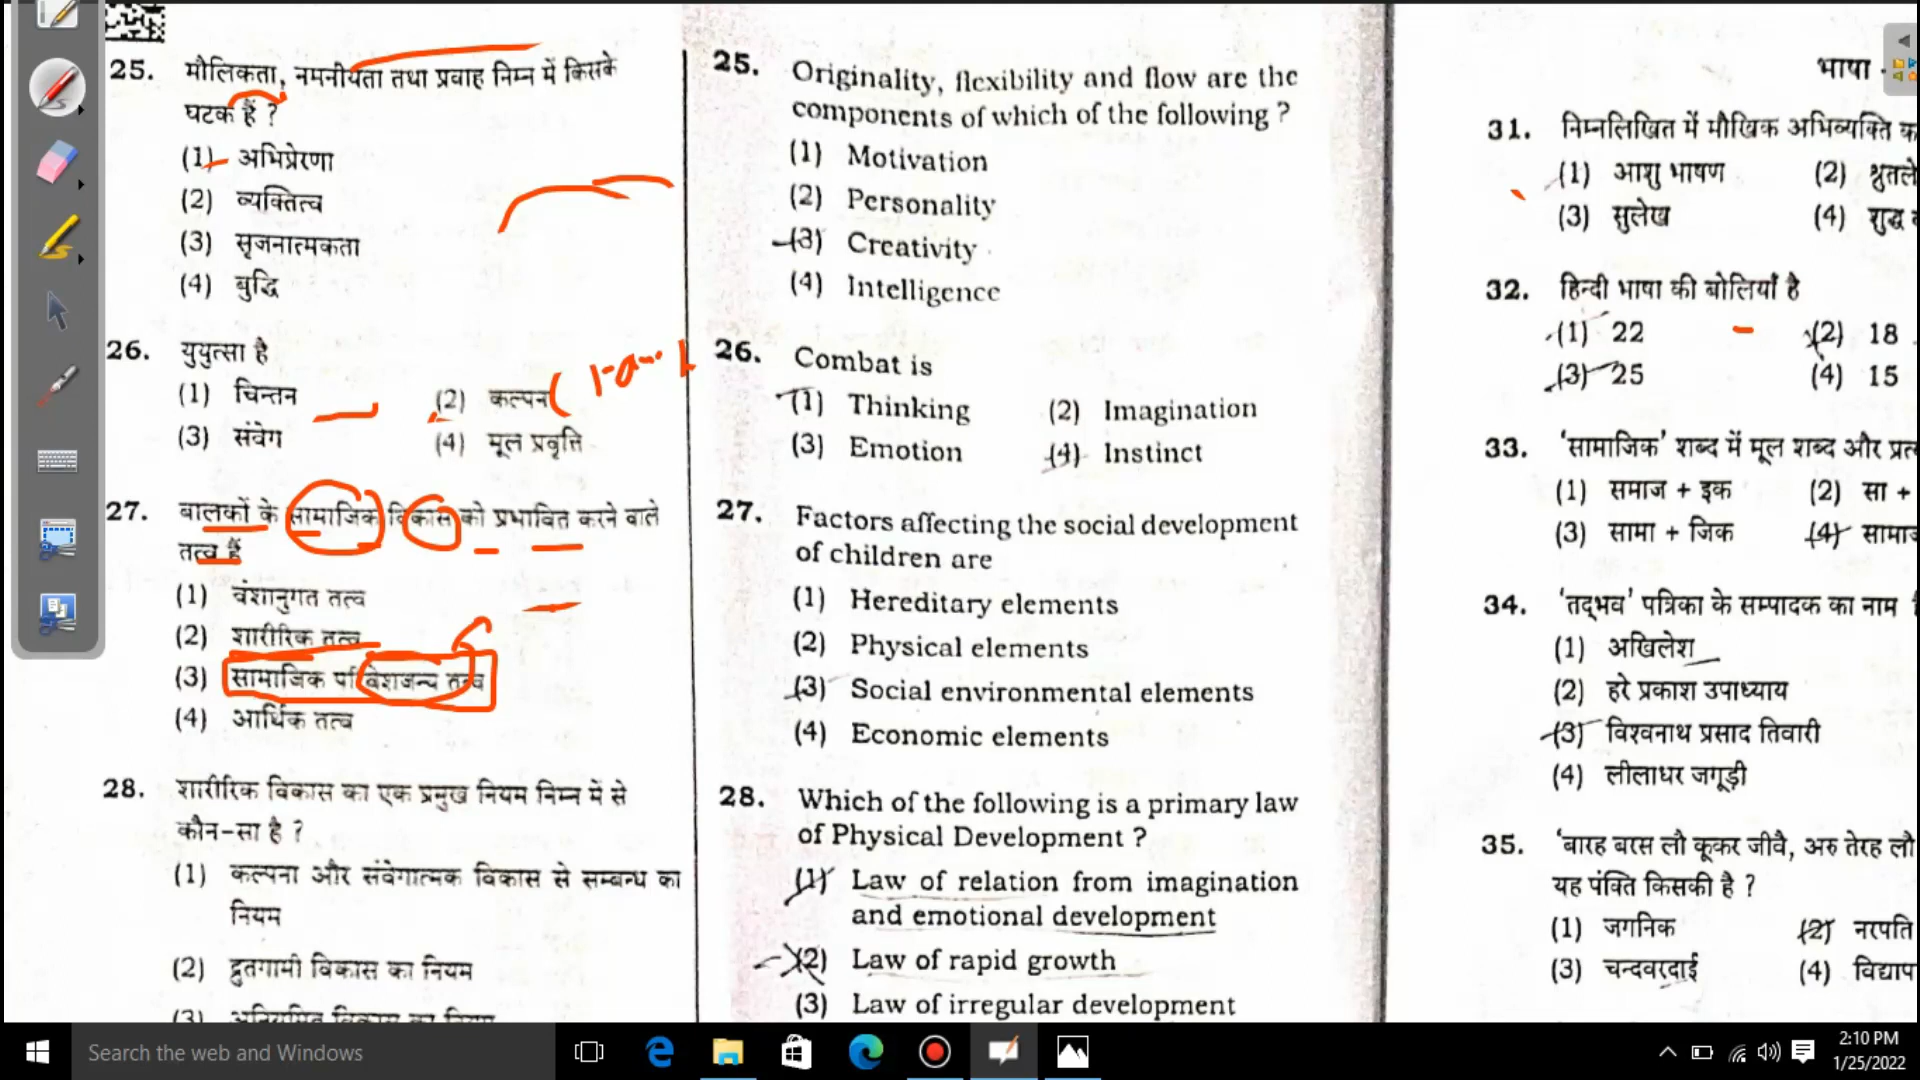 25. मौलिकता, नमनीयता तथा प्रवाह निम्न में किसके
घटक हैं ?
(1) अभिप्रेरणा
(2) व्यक्तित्व
(3) सृजनात्मकता
(4) बुद्धि
26. युयुत्सा है
(1) चिन्तन (2) कल्पन
(3) संवेग (4) मूल प्रवृत्ति
27. बालकों के सामाजिक विकास को प्रभावित करने वाले
तत्व हैं
(1) वंशानुगत तत्व
(2) शारीरिक तत्व
(3) सामाजिक परिवेशजन्य तत्व
(4) आर्थिक तत्व
28. शारीरिक विकास का एक प्रमुख नियम निम्न में से
कौन-सा है ?
(1) कल्पना और संवेगात्मक विकास से सम्बन्ध का
नियम
(2) द्रुतगामी विकास का नियम
(3) अनियमित विकास का नियम
25. Originality, flexibility and flow are the
components of which of the following ?
(1) Motivation
(2) Personality
(3) Creativity
(4) Intelligence
26. Combat is
(1) Thinking (2) Imagination
(3) Emotion (4) Instinct
27. Factors affecting the social development
of children are
(1) Hereditary elements
(2) Physical elements
(3) Social environmental elements
(4) Economic elements
28. Which of the following is a primary law
of Physical Development ?
(1) Law of relation from imagination
and emotional development
(2) Law of rapid growth
(3) Law of irregular development
भाषा -
31. निम्नलिखित में मौखिक अभिव्यक्ति क
(1) आशु भाषण (2) श्रुतले
(3) सुलेख (4) शुद्ध
32. हिन्दी भाषा की बोलियाँ है
(1) 22 (2) 18
(3) 25 (4) 15
33. 'सामाजिक' शब्द में मूल शब्द और प्रत्
(1) समाज + इक (2) सा +
(3) सामा + जिक (4) सामाज
34. 'तद्भव' पत्रिका के सम्पादक का नाम
(1) अखिलेश
(2) हरे प्रकाश उपाध्याय
(3) विश्वनाथ प्रसाद तिवारी
(4) लीलाधर जगूड़ी
35. 'बारह बरस लौ कूकर जीवै, अरु तेरह लौ
यह पंक्ति किसकी है ?
(1) जगनिक (2) नरपति
(3) चन्दवरदाई (4) विद्याप
Search the web and Windows
2:10 PM
1/25/2022